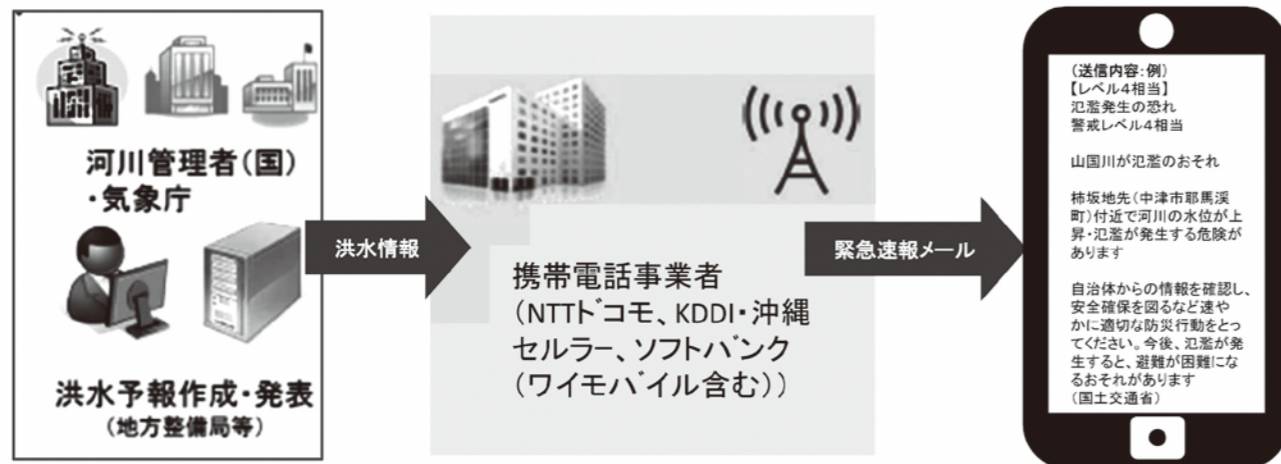 河川管理者(国)
・気象庁
洪水予報作成・発表
(地方整備局等)
洪水情報
携帯電話事業者
(NTTドコモ、KDDI・沖縄
セルラー、ソフトバンク
(ワイモバイル含む))
緊急速報メール
(送信内容:例)
【レベル4相当】
氾濫発生の恐れ
警戒レベル4相当
山国川が氾濫のおそれ
柿坂地先(中津市耶馬渓
町)付近で河川の水位が上
昇・氾濫が発生する危険が
あります
自治体からの情報を確認し、
安全確保を図るなど速や
かに適切な防災行動をとっ
てください。今後、氾濫が発
生すると、避難が困難にな
るおそれがあります
(国土交通省)